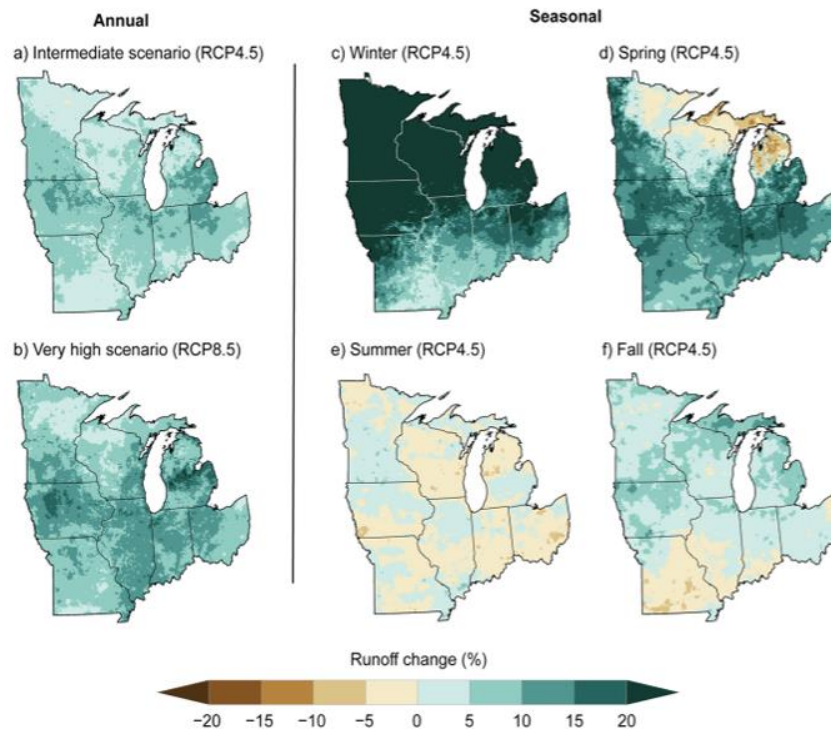 Annual
Seasonal
a) Intermediate scenario (RCP4.5)
c) Winter (RCP4.5)
d) Spring (RCP4.5)
b) Very high scenario (RCP8.5)
e) Summer (RCP4.5)
f) Fall (RCP4.5)
Runoff change (%)
−20 −15 −10 −5 0 5 10 15 20